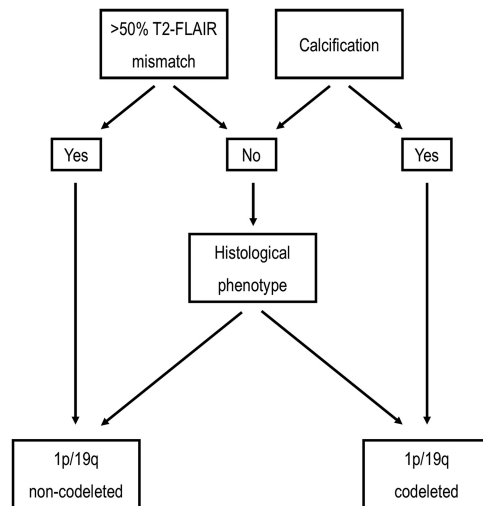 >50% T2-FLAIR
mismatch
Calcification
Yes
No
Yes
Histological
phenotype
1p/19q
non-codeleted
1p/19q
codeleted